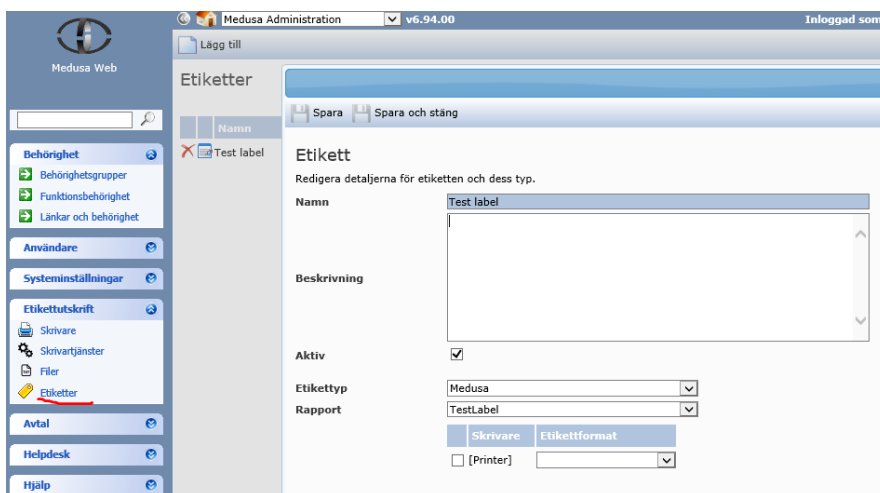 Medusa Administration v6.94.00 Inloggad som
Medusa Web
Lägg till
Etiketter
Spara Spara och stäng
Namn
Test label
Behörighet
Behörighetsgrupper
Funktionsbehörighet
Länkar och behörighet
Användare
Systeminställningar
Etikettutskrift
Skrivare
Skrivartjänster
Filer
Etiketter
Avtal
Helpdesk
Hjälp
Etikett
Redigera detaljerna för etiketten och dess typ.
Namn Test label
Beskrivning
Aktiv
Etikettyp Medusa
Rapport TestLabel
Skrivare Etikettformat
[Printer]